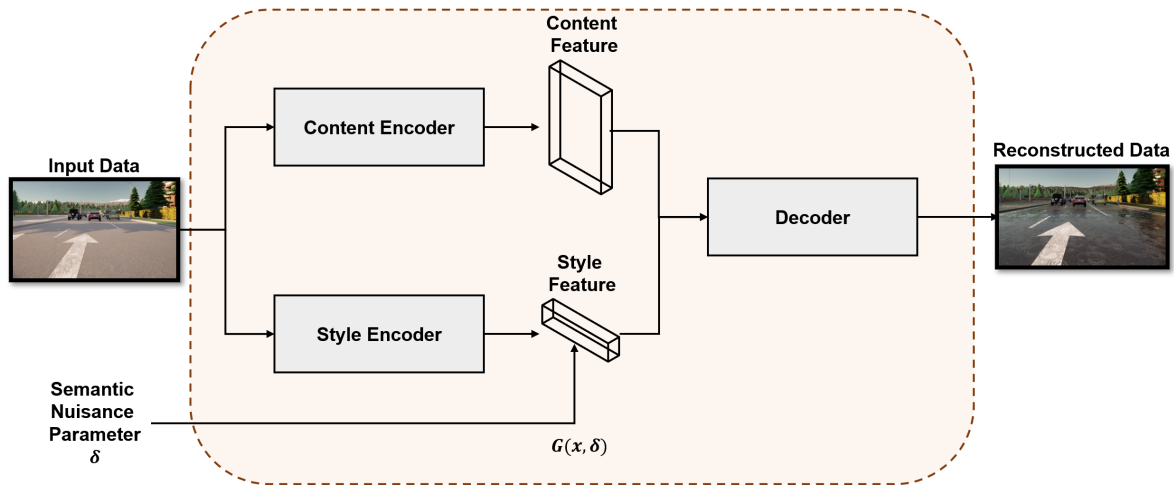 Content
Feature
Content Encoder
Input Data
Reconstructed Data
Decoder
Style
Feature
Style Encoder
Semantic
Nuisance
Parameter
δ
G(x, δ)